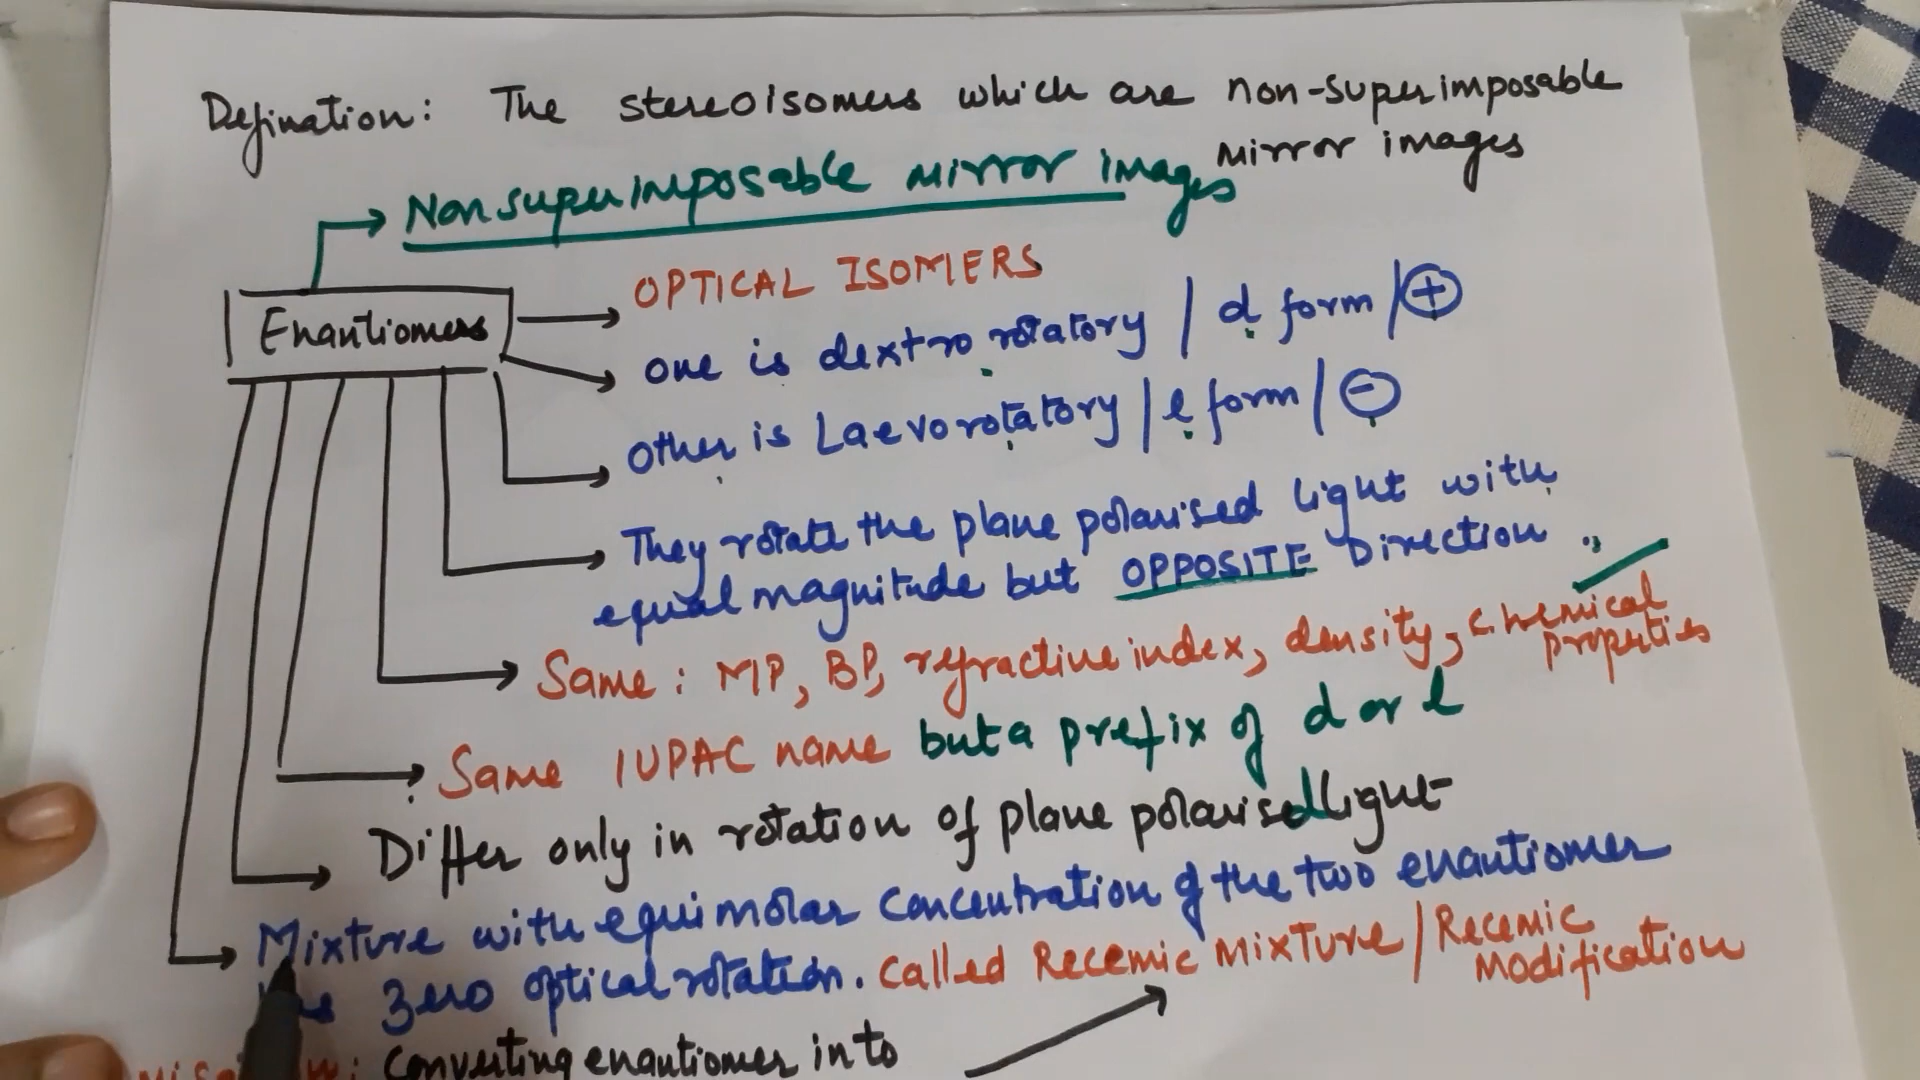 Defination: The stereoisomers which are non-superimposable
mirror images
Nonsuperimposable mirror images
Enantiomers
OPTICAL ISOMERS
one is dextro rotatory / d form / +
other is Laevorotatory / l form / -
They rotate the plane polarised light with
equal magnitude but OPPOSITE Direction
Same: MP, BP, refractive index, density, chemical
properties
Same IUPAC name but a prefix of d or l
Differ only in rotation of plane polarised light
Mixture with equimolar concentration of the two enantiomer
zero optical rotation. called Recemic Mixture / Recemic
Modification
: Converting enantiomer into